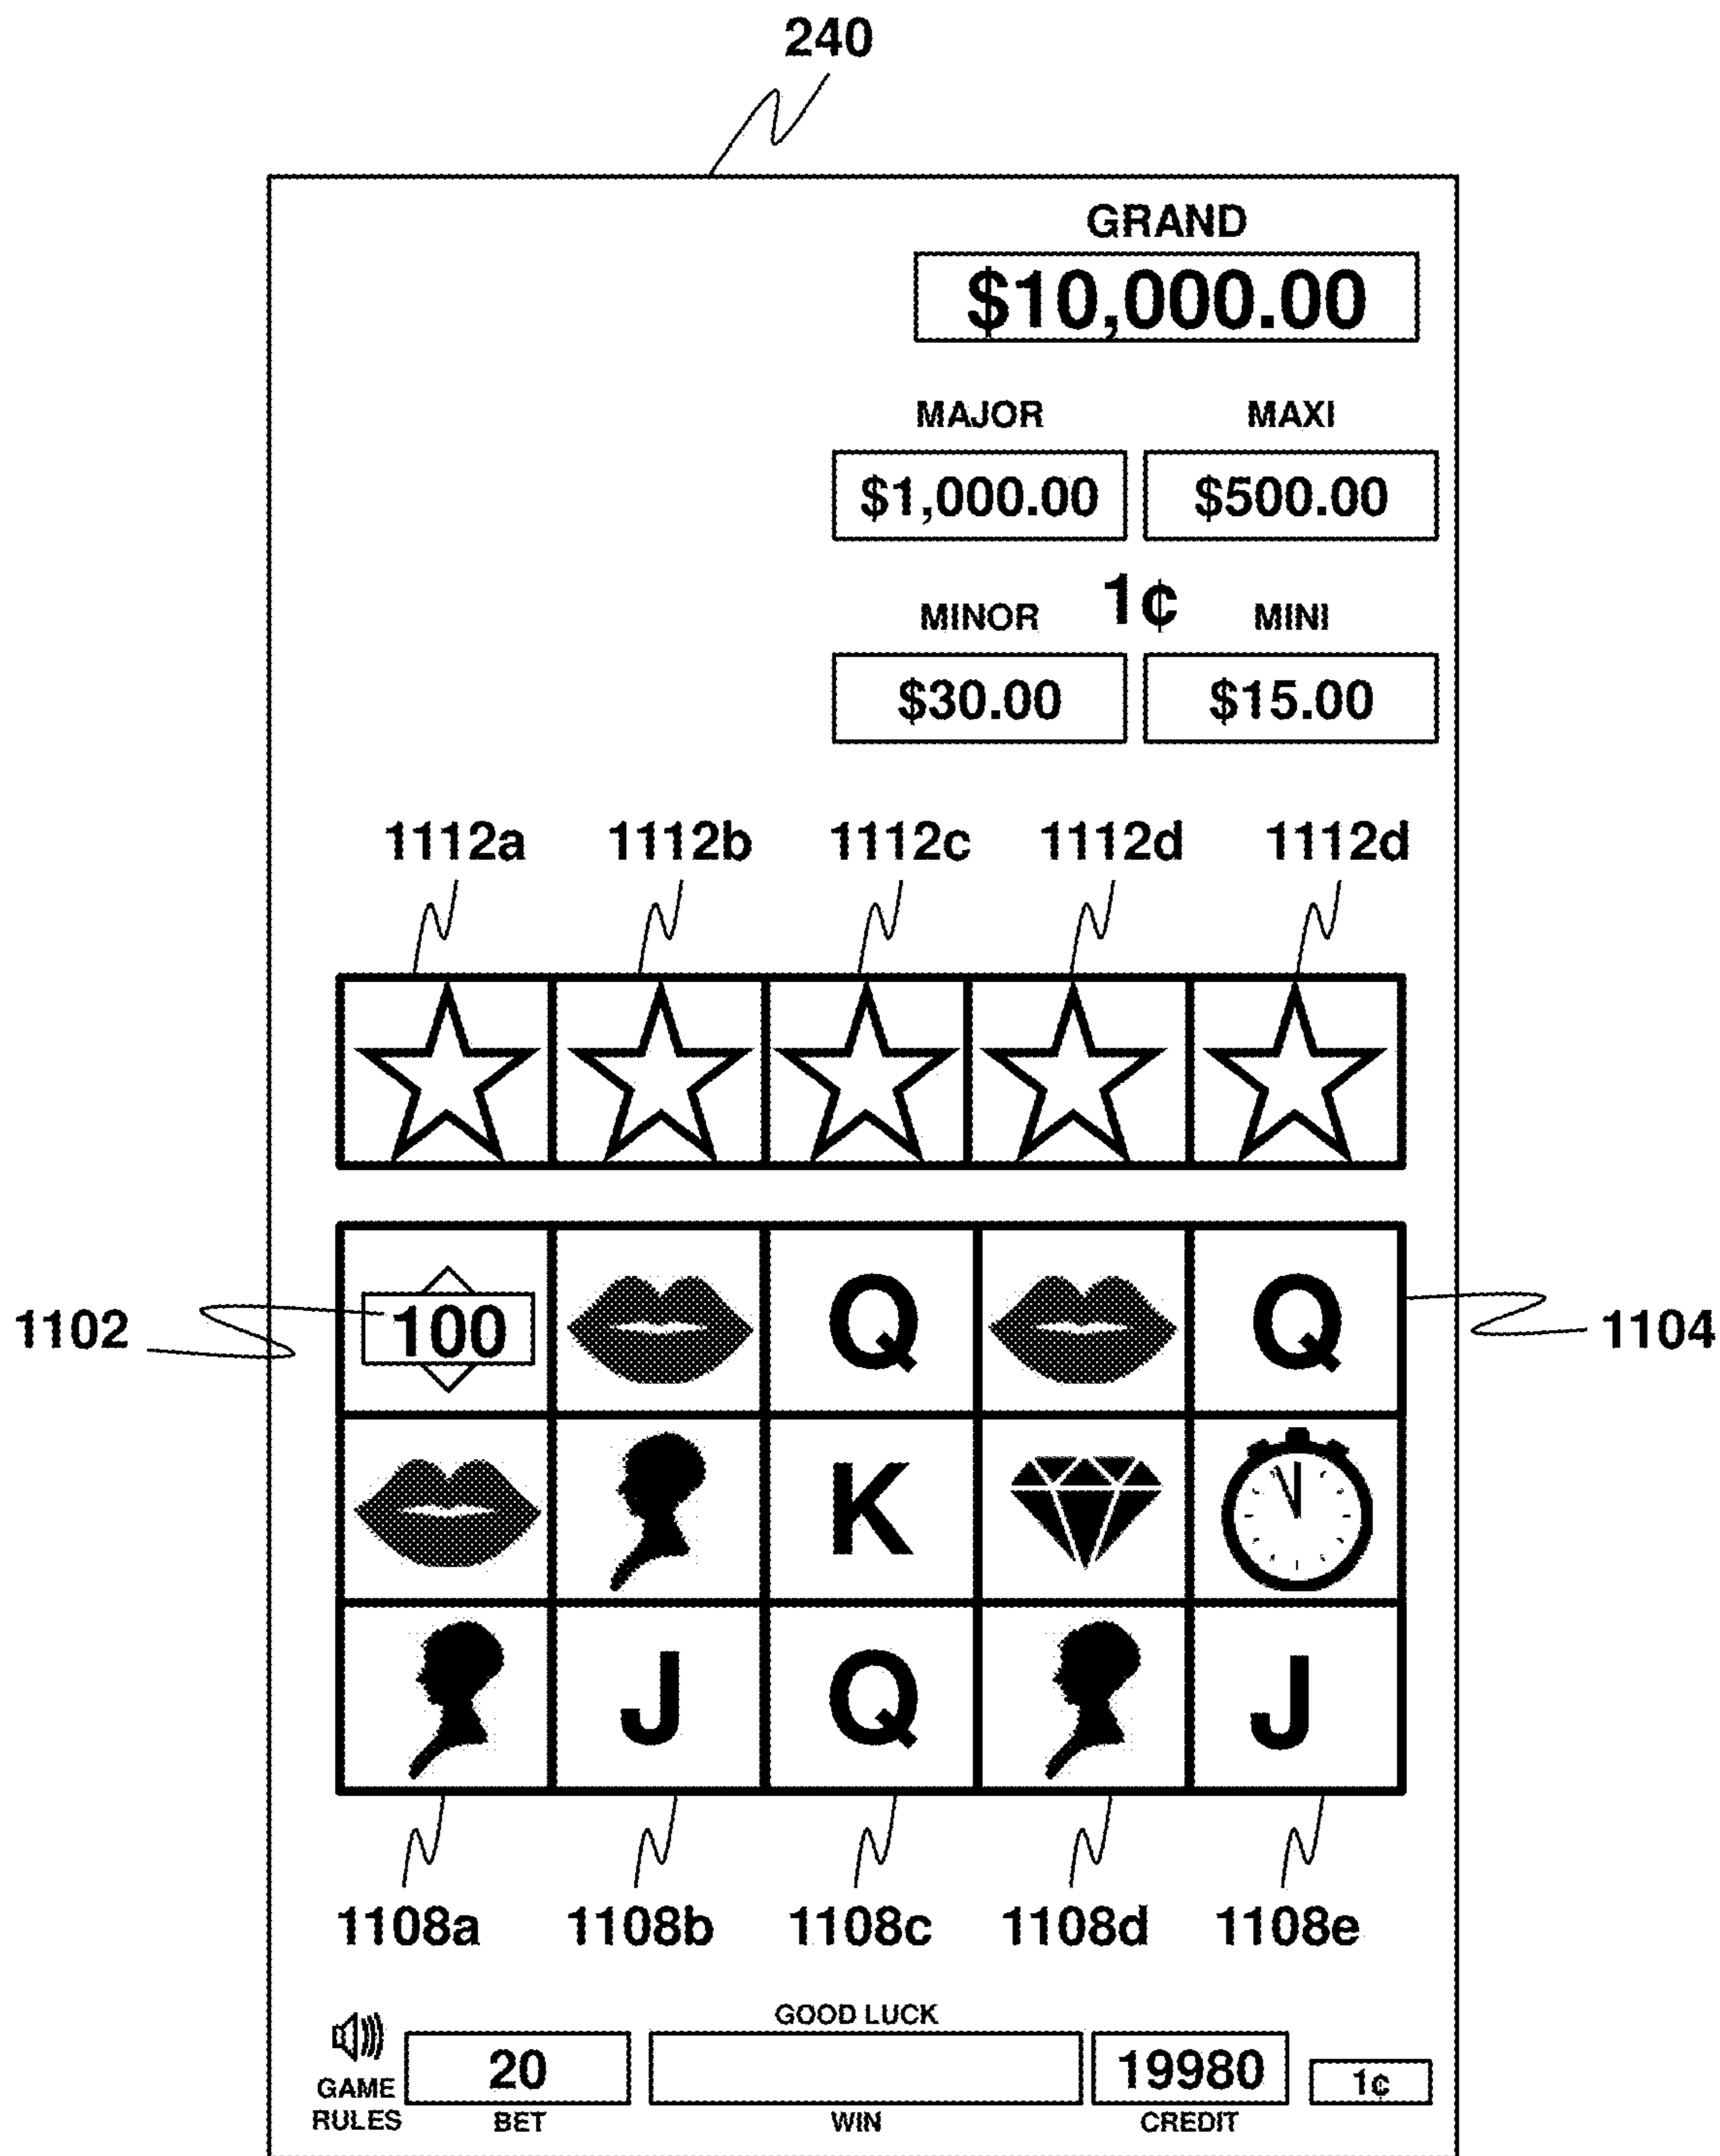 240
GRAND
$10,000.00
MAJOR MAXI
$1,000.00 $500.00
MINOR 1¢ MINI
$30.00 $15.00
1112a 1112b 1112c 1112d 1112d
1102 100 Q Q 1104
K
J Q J
1108a 1108b 1108c 1108d 1108e
GOOD LUCK
20 19980 1¢
GAME
RULES BET WIN CREDIT